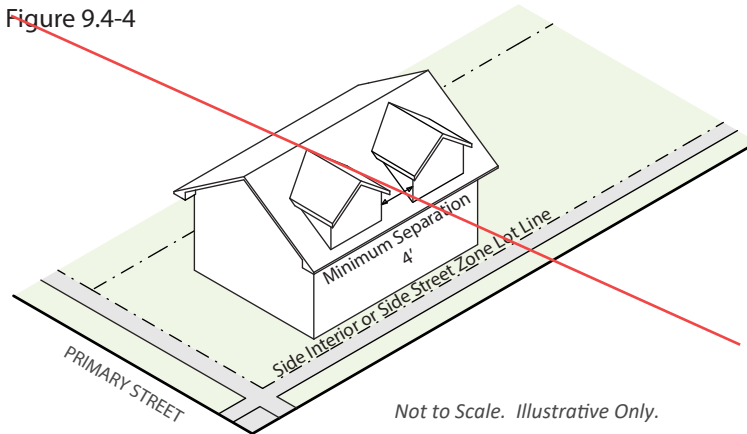 Figure 9.4-4
Minimum Separation
4'
Side Interior or Side Street Zone Lot Line
PRIMARY STREET
Not to Scale. Illustrative Only.